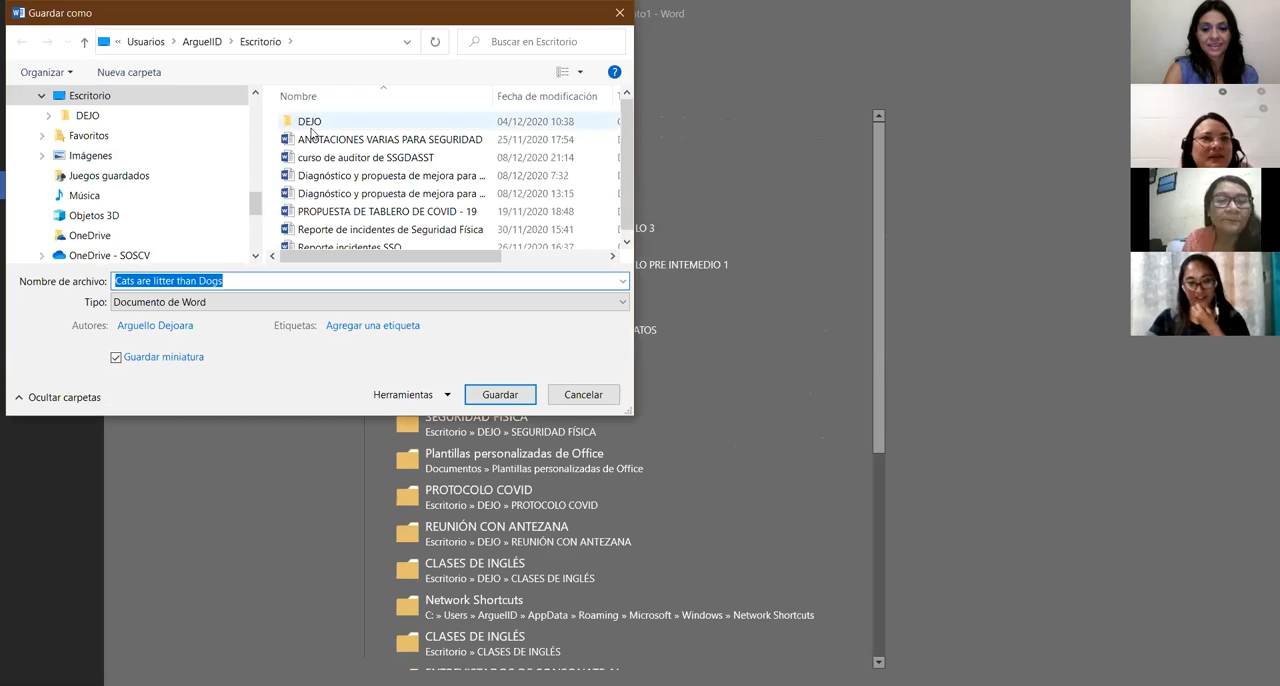 Guardar como
nto1 - Word
« Usuarios > ArguelID > Escritorio >
Buscar en Escritorio
Organizar
Nueva carpeta
Escritorio
DEJO
Favoritos
Imágenes
Juegos guardados
Música
Objetos 3D
OneDrive
OneDrive - SOSCV
Nombre
Fecha de modificación
T
DEJO
04/12/2020 10:38
ANOTACIONES VARIAS PARA SEGURIDAD
25/11/2020 17:54
curso de auditor de SSGDASST
08/12/2020 21:14
Diagnóstico y propuesta de mejora para ...
08/12/2020 7:32
Diagnóstico y propuesta de mejora para ...
08/12/2020 13:15
PROPUESTA DE TABLERO DE COVID - 19
19/11/2020 18:48
Reporte de incidentes de Seguridad Física
30/11/2020 15:41
Reporte incidentes SSO
26/11/2020 16:37
Nombre de archivo:
Cats are litter than Dogs
Tipo:
Documento de Word
Autores:
Arguello Dejoara
Etiquetas:
Agregar una etiqueta
Guardar miniatura
Ocultar carpetas
Herramientas
Guardar
Cancelar
LO 3
LO PRE INTEMEDIO 1
ATOS
SEGURIDAD FÍSICA
Escritorio » DEJO » SEGURIDAD FÍSICA
Plantillas personalizadas de Office
Documentos » Plantillas personalizadas de Office
PROTOCOLO COVID
Escritorio » DEJO » PROTOCOLO COVID
REUNIÓN CON ANTEZANA
Escritorio » DEJO » REUNIÓN CON ANTEZANA
CLASES DE INGLÉS
Escritorio » DEJO » CLASES DE INGLÉS
Network Shortcuts
C: » Users » ArguelID » AppData » Roaming » Microsoft » Windows » Network Shortcuts
CLASES DE INGLÉS
Escritorio » CLASES DE INGLÉS